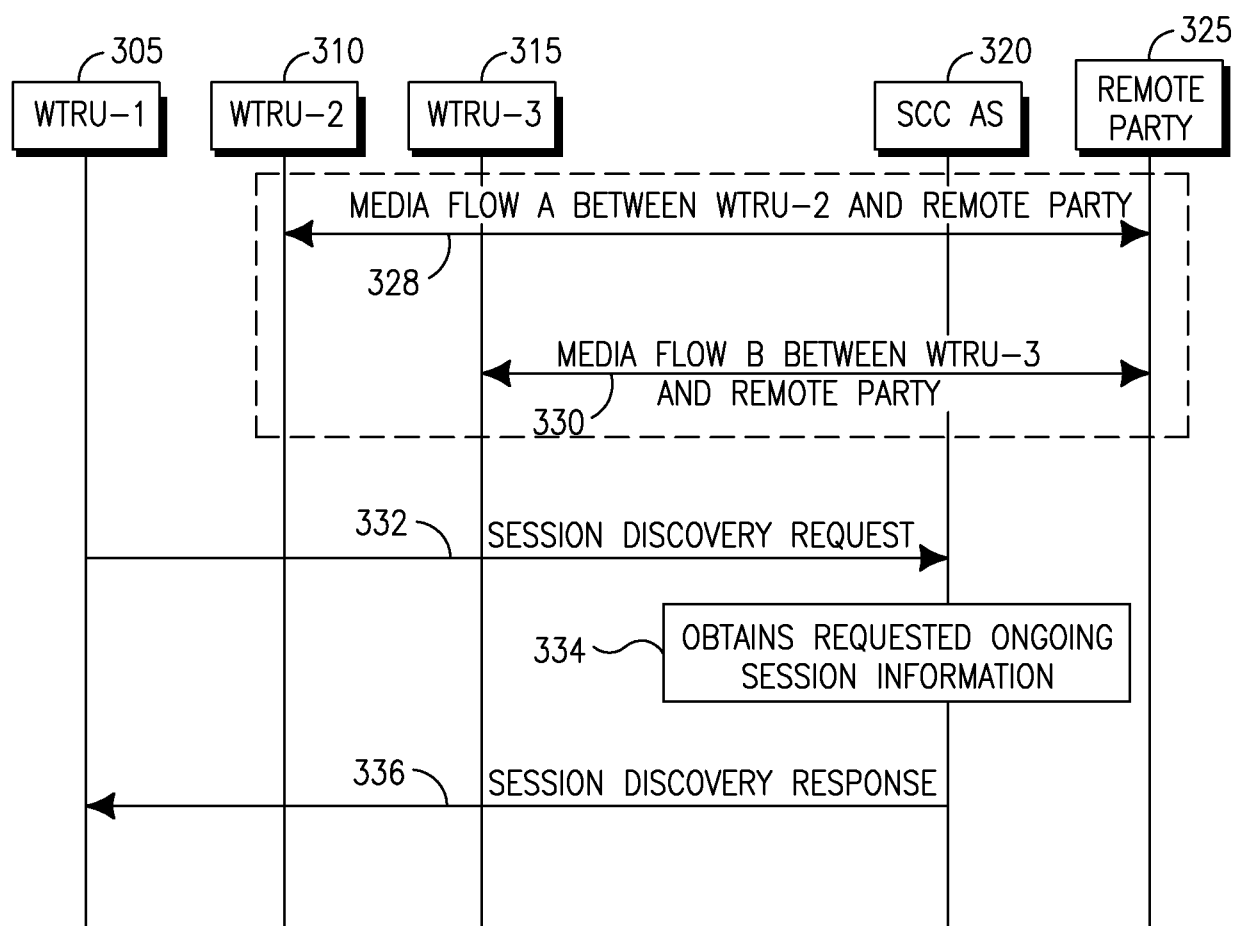 305
310
315
320
325
WTRU-1
WTRU-2
WTRU-3
SCC AS
REMOTE
PARTY
MEDIA FLOW A BETWEEN WTRU-2 AND REMOTE PARTY
328
MEDIA FLOW B BETWEEN WTRU-3
AND REMOTE PARTY
330
332
SESSION DISCOVERY REQUEST
334
OBTAINS REQUESTED ONGOING
SESSION INFORMATION
336
SESSION DISCOVERY RESPONSE